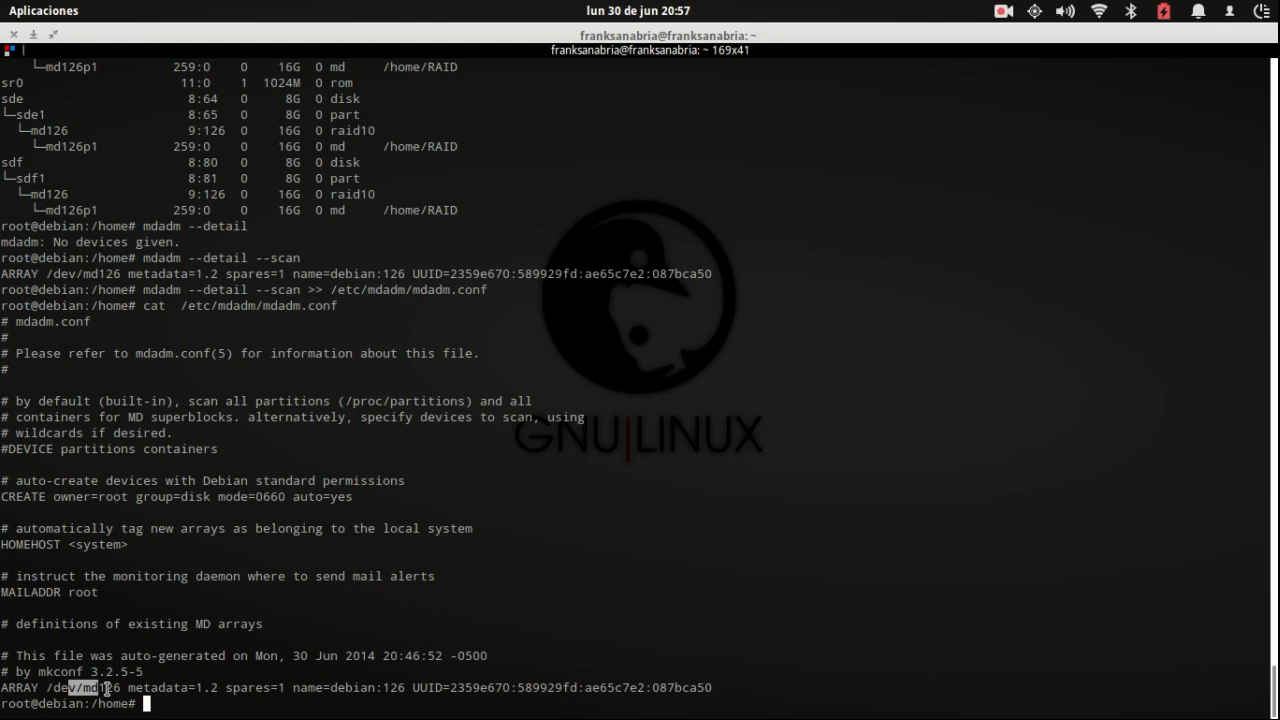 Aplicaciones
lun 30 de jun 20:57
franksanabria@franksanabria: ~
franksanabria@franksanabria: ~ 169x41
└─md126p1 259:0 0 16G 0 md /home/RAID
sr0 11:0 1 1024M 0 rom
sde 8:64 0 8G 0 disk
└─sde1 8:65 0 8G 0 part
└─md126 9:126 0 16G 0 raid10
└─md126p1 259:0 0 16G 0 md /home/RAID
sdf 8:80 0 8G 0 disk
└─sdf1 8:81 0 8G 0 part
└─md126 9:126 0 16G 0 raid10
└─md126p1 259:0 0 16G 0 md /home/RAID
root@debian:/home# mdadm --detail
mdadm: No devices given.
root@debian:/home# mdadm --detail --scan
ARRAY /dev/md126 metadata=1.2 spares=1 name=debian:126 UUID=2359e670:589929fd:ae65c7e2:087bca50
root@debian:/home# mdadm --detail --scan >> /etc/mdadm/mdadm.conf
root@debian:/home# cat  /etc/mdadm/mdadm.conf
# mdadm.conf
#
# Please refer to mdadm.conf(5) for information about this file.
#
# by default (built-in), scan all partitions (/proc/partitions) and all
# containers for MD superblocks. alternatively, specify devices to scan, using
# wildcards if desired.
GNU|LINUX
#DEVICE partitions containers
# auto-create devices with Debian standard permissions
CREATE owner=root group=disk mode=0660 auto=yes
# automatically tag new arrays as belonging to the local system
HOMEHOST <system>
# instruct the monitoring daemon where to send mail alerts
MAILADDR root
# definitions of existing MD arrays
# This file was auto-generated on Mon, 30 Jun 2014 20:46:52 -0500
# by mkconf 3.2.5-5
ARRAY /dev/md126 metadata=1.2 spares=1 name=debian:126 UUID=2359e670:589929fd:ae65c7e2:087bca50
root@debian:/home#